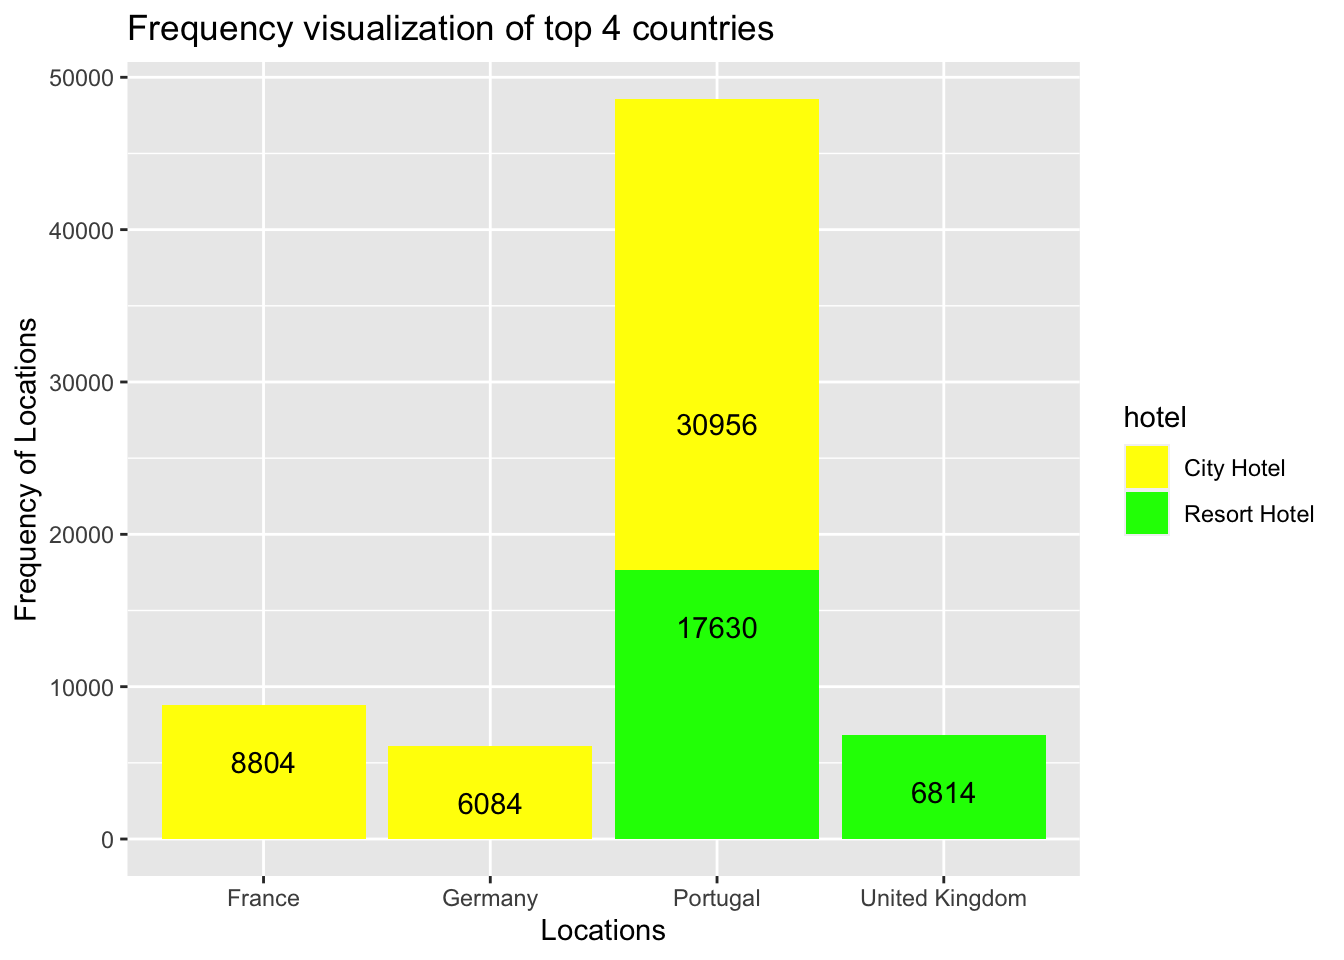 Frequency visualization of top 4 countries
Frequency of Locations
50000
40000
30000
20000
10000
0
30956
17630
8804
6084
6814
France
Germany
Portugal
United Kingdom
Locations
hotel
City Hotel
Resort Hotel